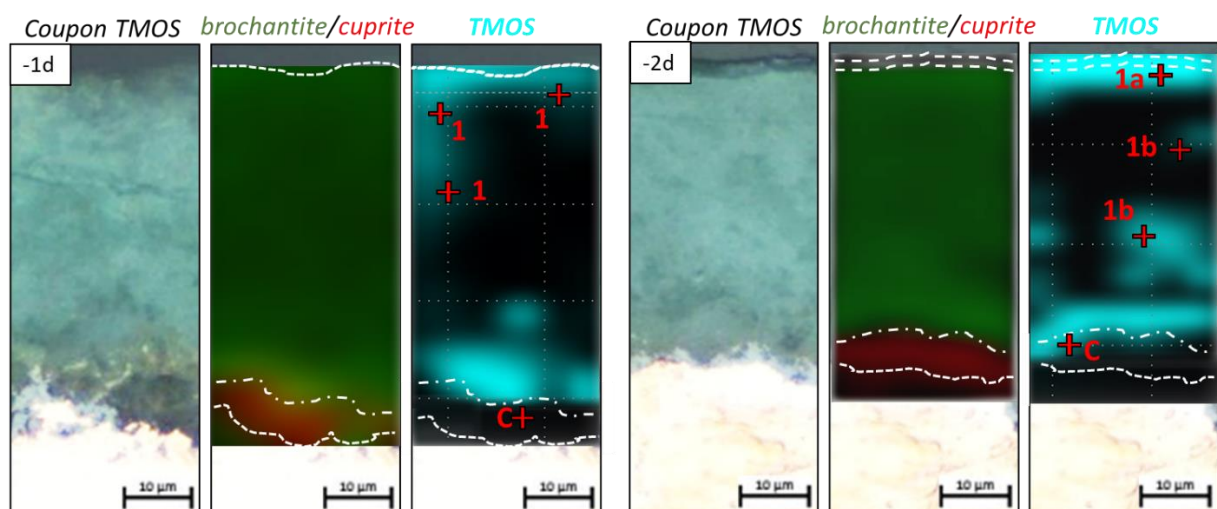 Coupon TMOS brochantite/cuprite TMOS
-1d
1
1
1
C
10 µm
10 µm
10 µm
Coupon TMOS brochantite/cuprite TMOS
-2d
1a
1b
1b
C
10 µm
10 µm
10 µm